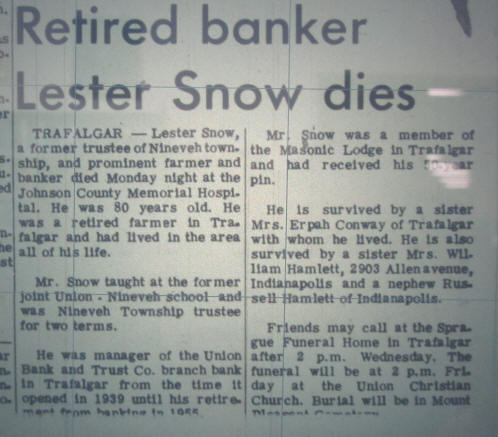 Retired banker
Lester Snow dies
TRAFALGAR — Lester Snow,
a former trustee of Nineveh town-
ship, and prominent farmer and
banker died Monday night at the
Johnson County Memorial Hospi-
tal. He was 80 years old. He
was a retired farmer in Tra-
falgar and had lived in the area
all of his life.
Mr. Snow taught at the former
joint Union - Nineveh school and
was Nineveh Township trustee
for two terms.
He was manager of the Union
Bank and Trust Co. branch bank
in Trafalgar from the time it
opened in 1939 until his retire-
ment from banking in
Mr. Snow was a member of
the Masonic Lodge in Trafalgar
and had received his
pin.
He is survived by a sister
Mrs. Erpah Conway of Trafalgar
with whom he lived. He is also
survived by a sister Mrs. Wil-
liam Hamlett, 2903 Allen avenue,
Indianapolis and a nephew Rus-
sell Hamlett of Indianapolis.
Friends may call at the Spra-
gue Funeral Home in Trafalgar
after 2 p.m. Wednesday. The
funeral will be at 2 p.m. Fri-
day at the Union Christian
Church. Burial will be in Mount